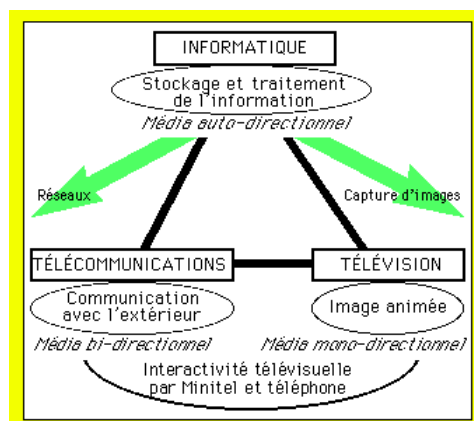 INFORMATIQUE
Stockage et traitement
de l'information
Média auto-directionnel
Réseaux
Capture d'images
TÉLÉCOMMUNICATIONS
TÉLÉVISION
Communication
avec l'extérieur
Image animée
Média bi-directionnel
Média mono-directionnel
Interactivité télévisuelle
par Minitel et téléphone